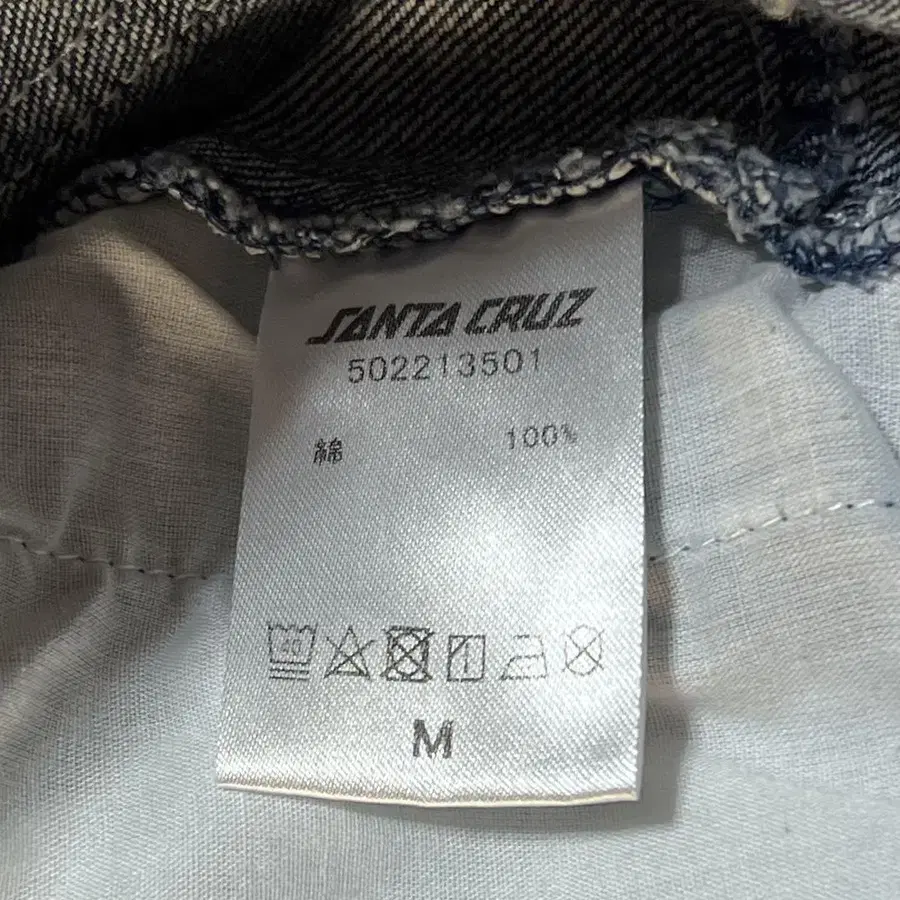 SANTA CRUZ
502213501
綿 100%
M